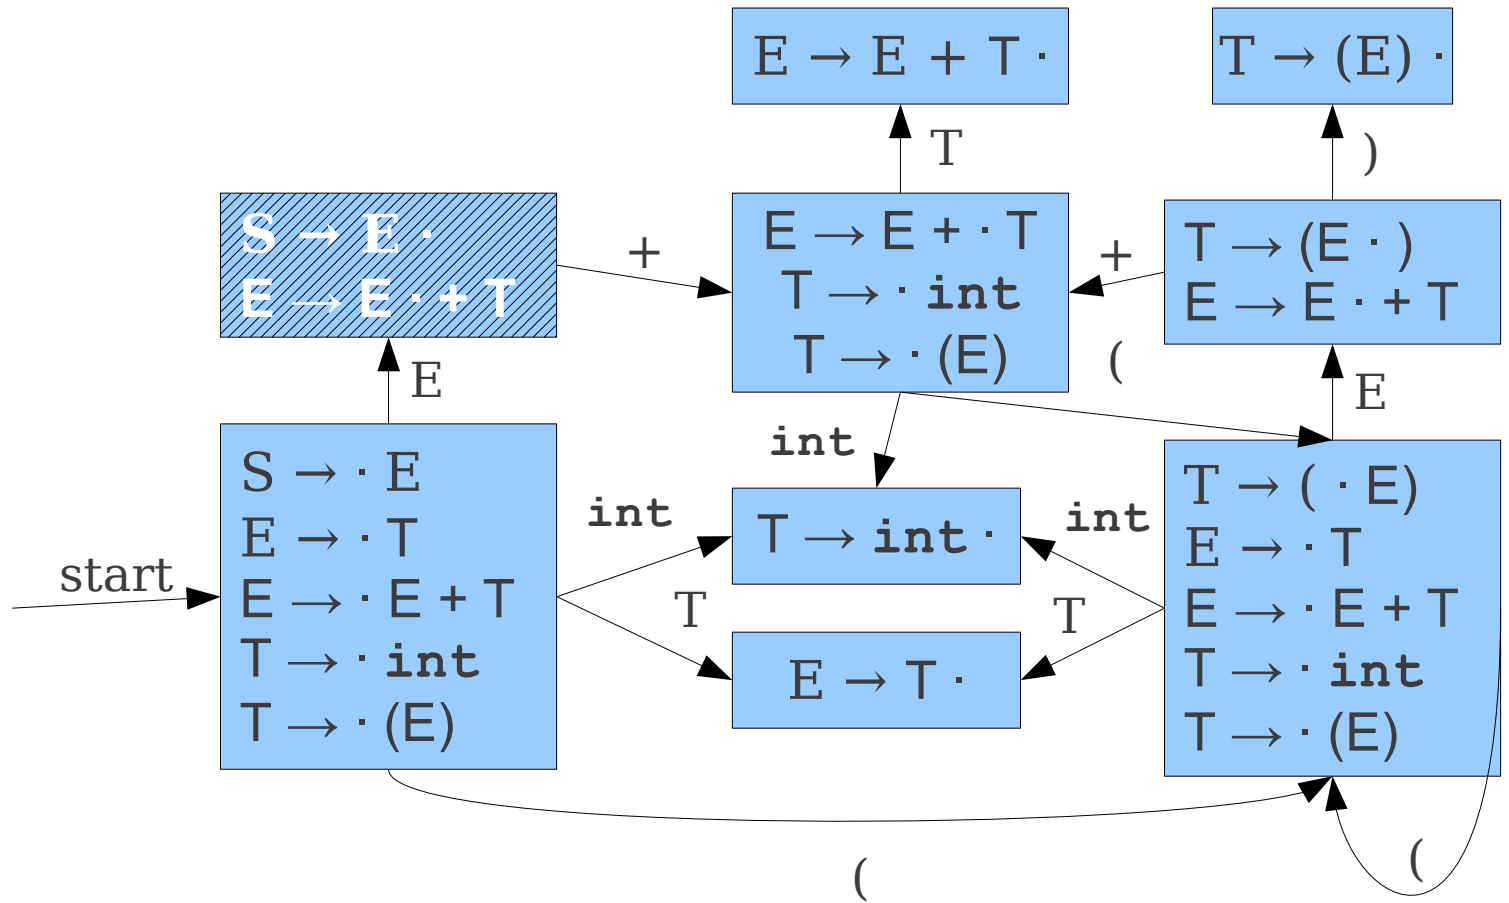 E → E + T ·
T → (E) ·
T
)
S → E ·
E → E · + T
+
E → E + · T
T → · int
T → · (E)
+
T → (E · )
E → E · + T
E
(
E
int
S → · E
E → · T
E → · E + T
T → · int
T → · (E)
start
int
T
T → int ·
E → T ·
int
T
T → ( · E)
E → · T
E → · E + T
T → · int
T → · (E)
(
(